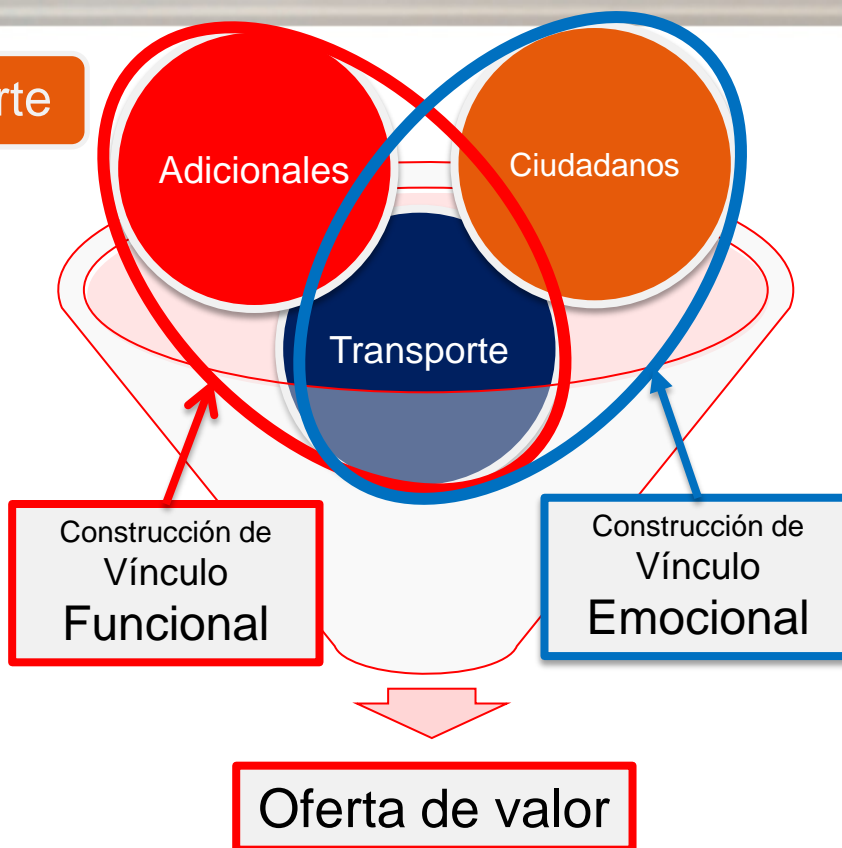 rte
Adicionales
Ciudadanos
Transporte
Construcción de
Vínculo
Funcional
Construcción de
Vínculo
Emocional
Oferta de valor